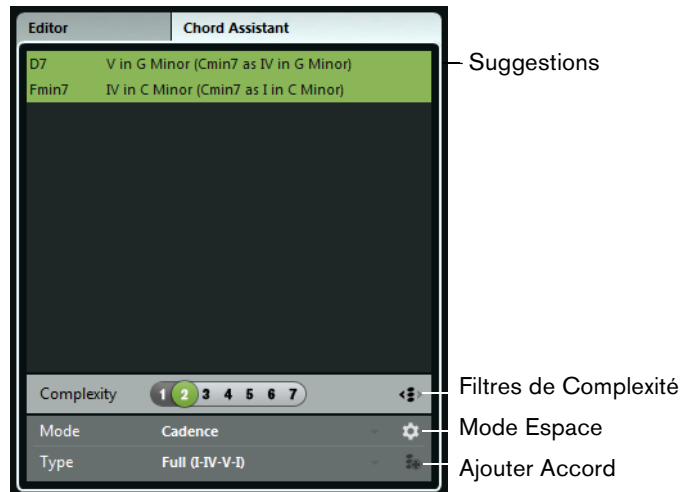 Editor Chord Assistant
D7 V in G Minor (Cmin7 as IV in G Minor) Suggestions
Fmin7 IV in C Minor (Cmin7 as I in C Minor)
Complexity 1 2 3 4 5 6 7 Filtres de Complexité
Mode Cadence Mode Espace
Type Full (I-IV-V-I) Ajouter Accord